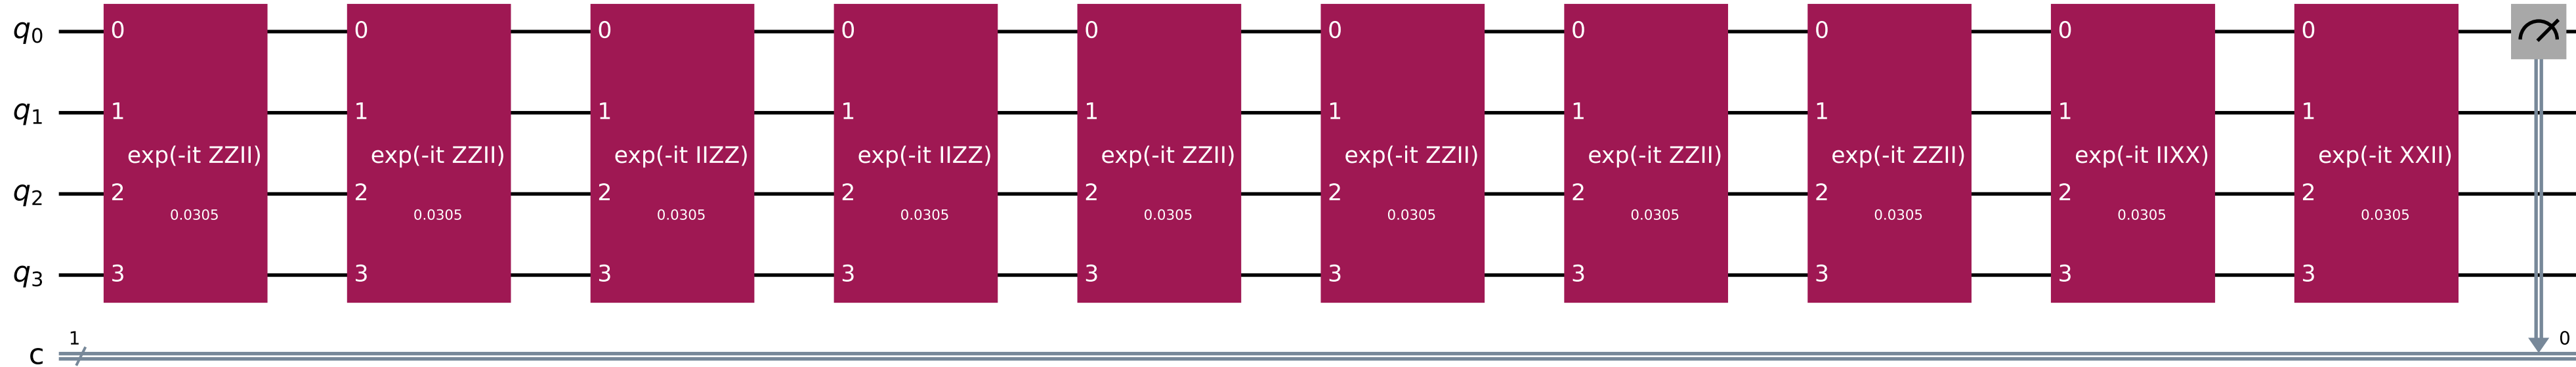 q0 0 0 0 0 0 0 0 0 0 0
q1 1 1 1 1 1 1 1 1 1 1
exp(-it ZZII) exp(-it ZZII) exp(-it IIZZ) exp(-it IIZZ) exp(-it ZZII) exp(-it ZZII) exp(-it ZZII) exp(-it ZZII) exp(-it IIXX) exp(-it XXII)
q2 2 2 2 2 2 2 2 2 2 2
0.0305 0.0305 0.0305 0.0305 0.0305 0.0305 0.0305 0.0305 0.0305 0.0305
q3 3 3 3 3 3 3 3 3 3 3
1 0
c